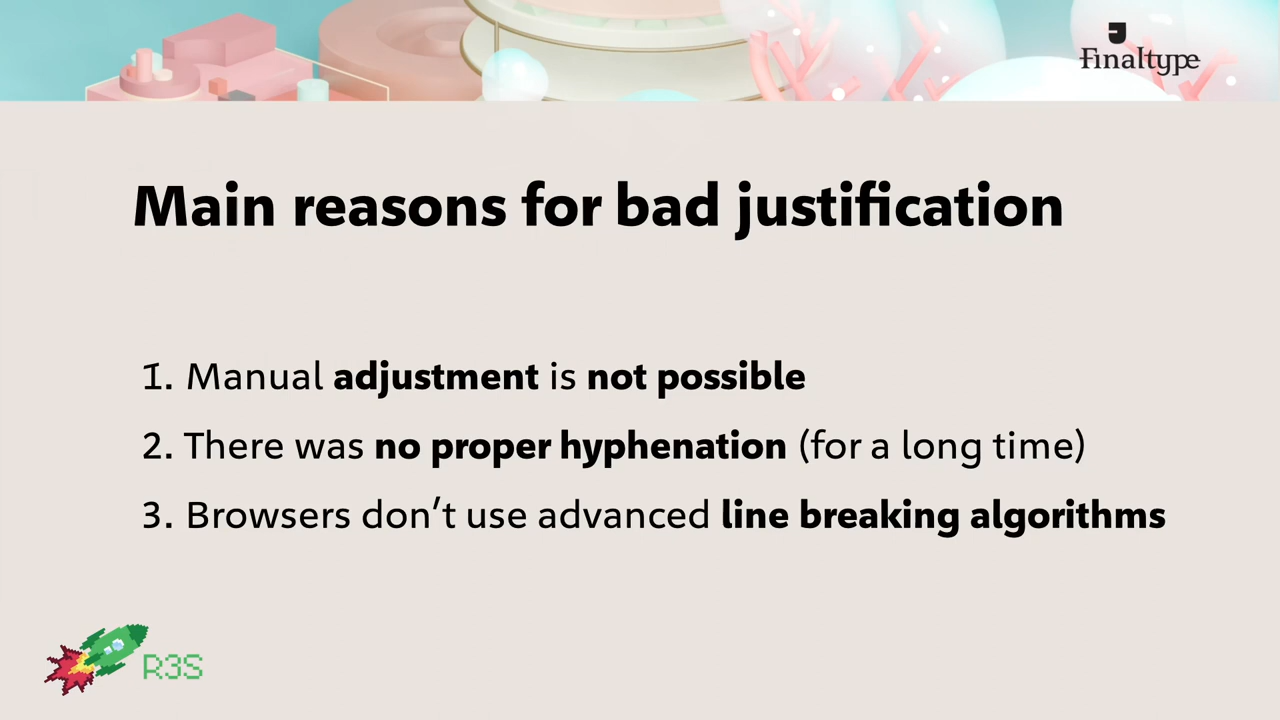 Finaltype
Main reasons for bad justification
1. Manual adjustment is not possible
2. There was no proper hyphenation (for a long time)
3. Browsers don’t use advanced line breaking algorithms
R3S